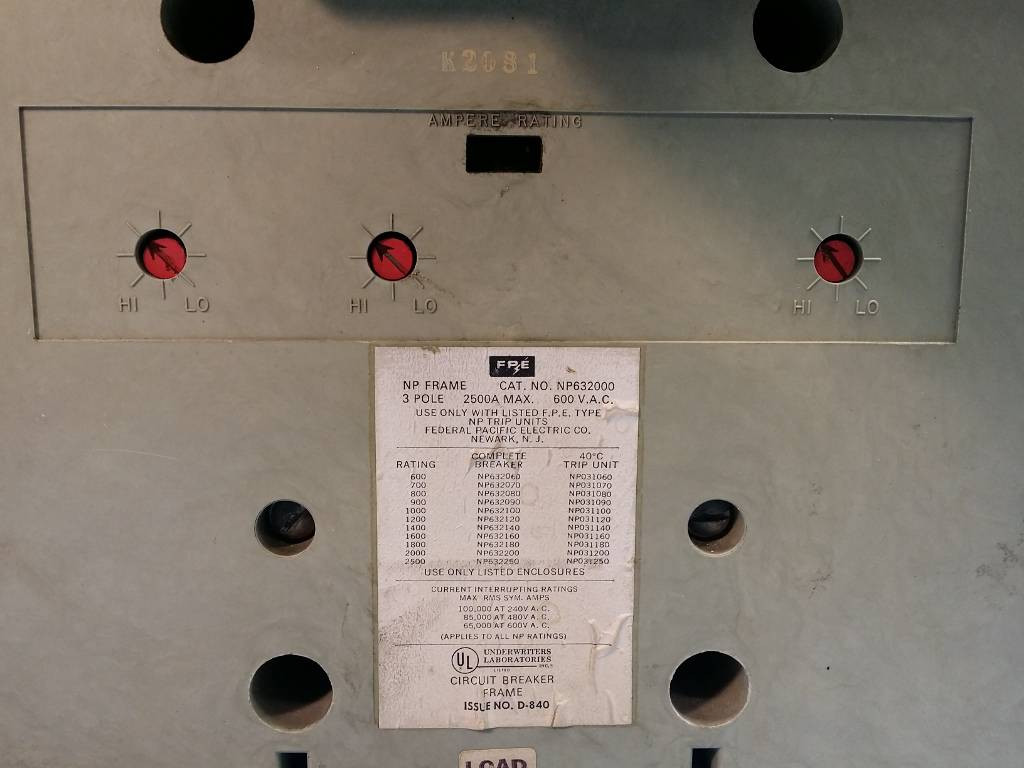 K2081
AMPERE RATING
HI LO HI LO HI LO
FPE
NP FRAME CAT. NO. NP632000
3 POLE 2500A MAX. 600 V.A.C.
USE ONLY WITH LISTED F.P.E. TYPE
NP TRIP UNITS
FEDERAL PACIFIC ELECTRIC CO.
NEWARK, N. J.
RATING COMPLETE BREAKER 40°C TRIP UNIT
600 NP632060 NP031060
700 NP632070 NP031070
800 NP632080 NP031080
900 NP632090 NP031090
1000 NP632100 NP031100
1200 NP632120 NP031120
1400 NP632140 NP031140
1600 NP632160 NP031160
1800 NP632180 NP031180
2000 NP632200 NP031200
2500 NP632250 NP031250
USE ONLY LISTED ENCLOSURES
CURRENT INTERRUPTING RATINGS
MAX RMS SYM. AMPS
100,000 AT 240V A. C.
85,000 AT 480V A. C.
65,000 AT 600V A. C.
(APPLIES TO ALL NP RATINGS)
UL UNDERWRITERS
LABORATORIES
LISTED INC.®
CIRCUIT BREAKER
FRAME
ISSUE NO. D-840
LOAD